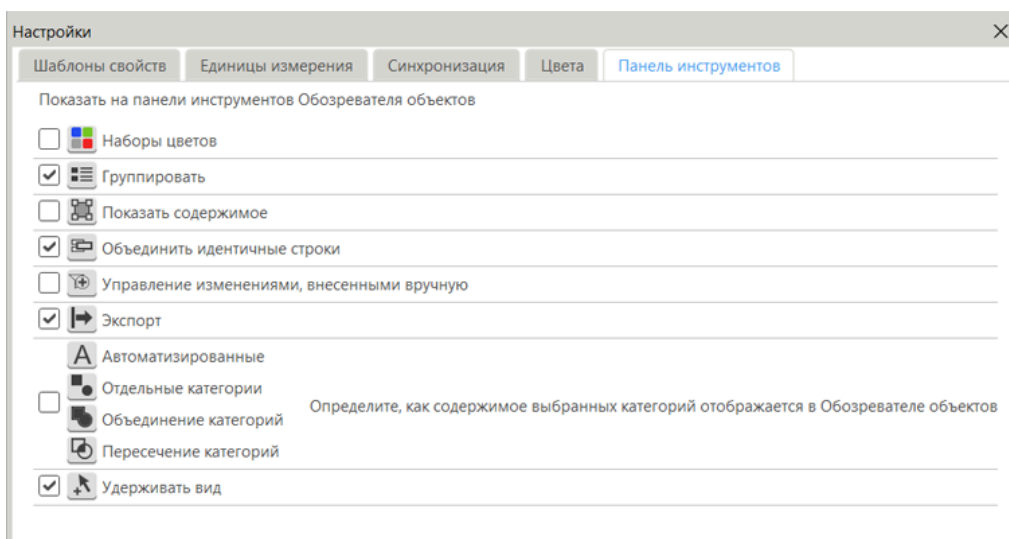 Настройки
Шаблоны свойств Единицы измерения Синхронизация Цвета Панель инструментов
Показать на панели инструментов Обозревателя объектов
Наборы цветов
Группировать
Показать содержимое
Объединить идентичные строки
Управление изменениями, внесенными вручную
Экспорт
Автоматизированные
Отдельные категории
Объединение категорий
Определите, как содержимое выбранных категорий отображается в Обозревателе объектов
Пересечение категорий
Удерживать вид